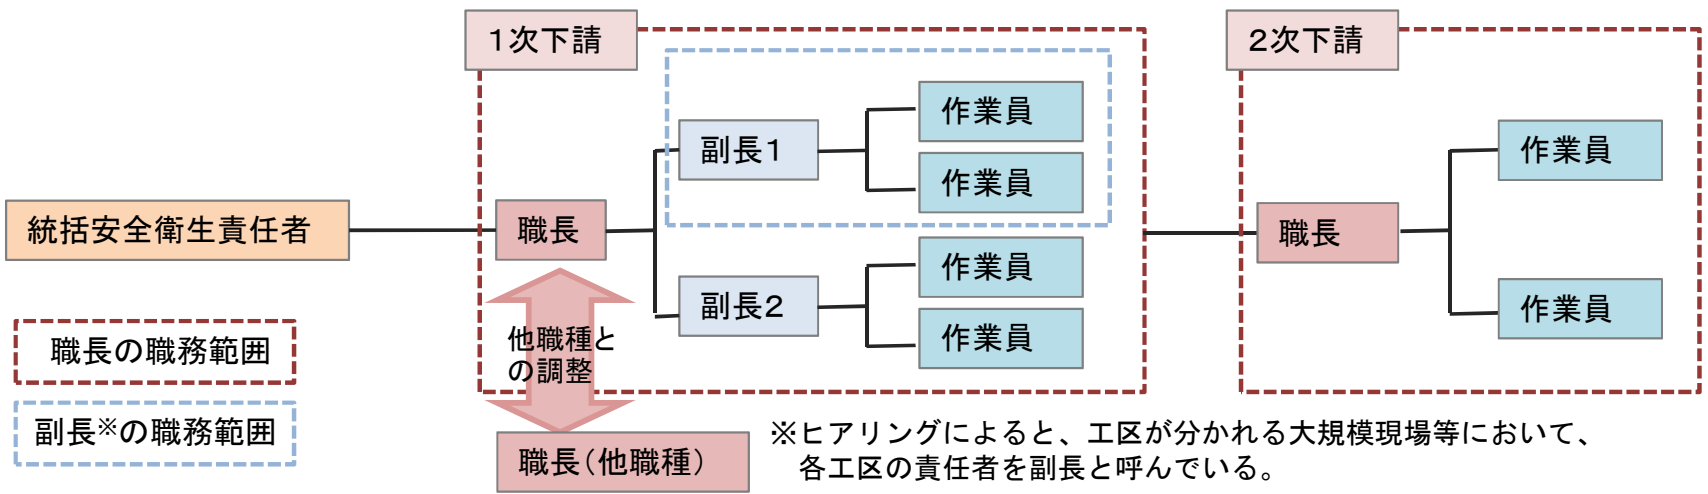 1次下請
2次下請
作業員
副長1
作業員
作業員
統括安全衛生責任者
職長
職長
作業員
副長2
作業員
作業員
他職種と
の調整
職長の職務範囲
副長※の職務範囲
職長(他職種)
※ヒアリングによると、工区が分かれる大規模現場等において、
各工区の責任者を副長と呼んでいる。